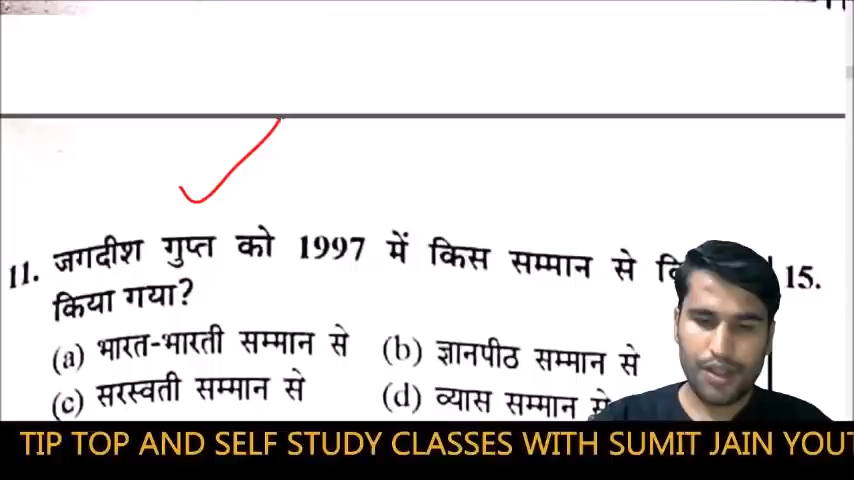 11. जगदीश गुप्त को 1997 में किस सम्मान से
किया गया?
(a) भारत-भारती सम्मान से (b) ज्ञानपीठ सम्मान से
(c) सरस्वती सम्मान से (d) व्यास सम्मान से
15.
TIP TOP AND SELF STUDY CLASSES WITH SUMIT JAIN